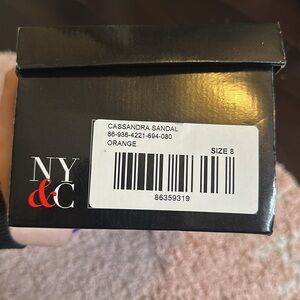 CASSANDRA SANDAL
86-936-4221-694-080
ORANGE
SIZE 8
86359319
NY
&C